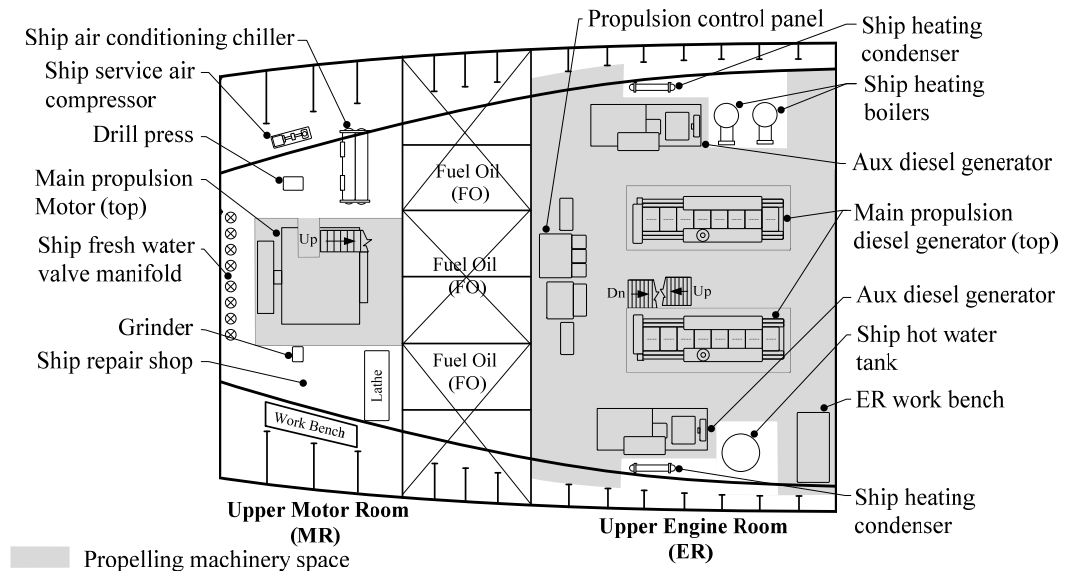 Propulsion control panel
Ship heating
condenser
Ship air conditioning chiller
Ship service air
compressor
Ship heating
boilers
Drill press
Aux diesel generator
Fuel Oil
(FO)
Main propulsion
Motor (top)
Main propulsion
diesel generator (top)
Up
Ship fresh water
valve manifold
Fuel Oil
(FO)
Dn
Up
Aux diesel generator
Grinder
Ship hot water
tank
Ship repair shop
Fuel Oil
(FO)
Lathe
ER work bench
Work Bench
Ship heating
condenser
Upper Motor Room
(MR)
Upper Engine Room
(ER)
Propelling machinery space